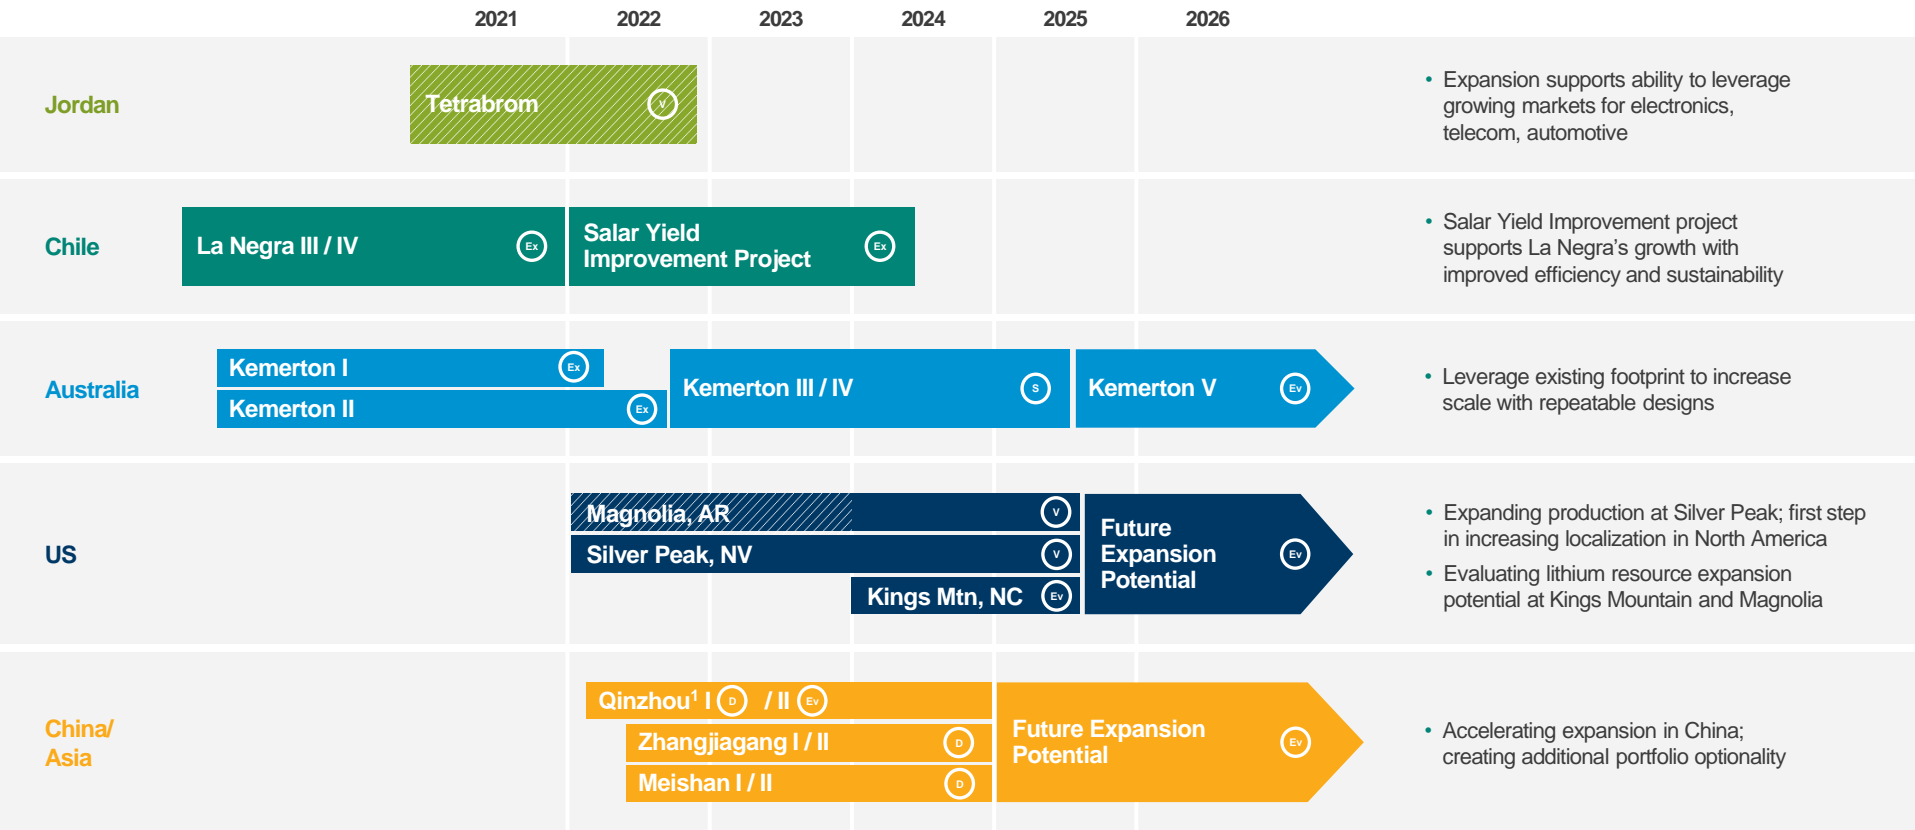 2021 2022 2023 2024 2025 2026
Jordan
Tetrabrom V
• Expansion supports ability to leverage
growing markets for electronics,
telecom, automotive
Chile
La Negra III / IV Ex
Salar Yield
Improvement Project Ex
• Salar Yield Improvement project
supports La Negra’s growth with
improved efficiency and sustainability
Australia
Kemerton I Ex
Kemerton II Ex
Kemerton III / IV S
Kemerton V Ev
• Leverage existing footprint to increase
scale with repeatable designs
US
Magnolia, AR V
Silver Peak, NV V
Kings Mtn, NC Ev
Future
Expansion
Potential
Ev
• Expanding production at Silver Peak; first step
in increasing localization in North America
• Evaluating lithium resource expansion
potential at Kings Mountain and Magnolia
China/
Asia
Qinzhou¹ I D / II Ev
Zhangjiagang I / II D
Meishan I / II D
Future Expansion
Potential
Ev
• Accelerating expansion in China;
creating additional portfolio optionality